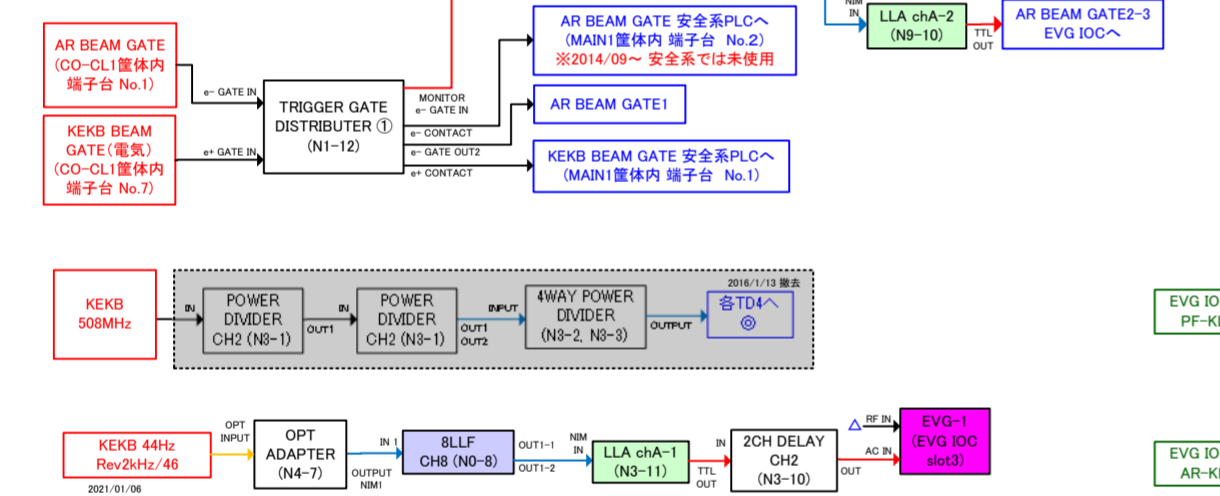 AR BEAM GATE
(CO-CL1筐体内
端子台 No.1)
e- GATE IN
KEKB BEAM
GATE(電気)
(CO-CL1筐体内
端子台 No.7)
e+ GATE IN
TRIGGER GATE
DISTRIBUTER ①
(N1-12)
MONITOR
e- GATE IN
e- CONTACT
e- GATE OUT2
e+ CONTACT
AR BEAM GATE 安全系PLCへ
(MAIN1筐体内 端子台 No.2)
※2014/09~ 安全系では未使用
AR BEAM GATE1
KEKB BEAM GATE 安全系PLCへ
(MAIN1筐体内 端子台 No.1)
NIM
IN
LLA chA-2
(N9-10)
TTL
OUT
AR BEAM GATE2-3
EVG IOCへ
KEKB
508MHz
2016/1/13 撤去
IN
POWER
DIVIDER
CH2 (N3-1)
OUT1
IN
POWER
DIVIDER
CH2 (N3-1)
OUT1
OUT2
INPUT
4WAY POWER
DIVIDER
(N3-2, N3-3)
OUTPUT
各TD4へ
◎
EVG IO
PF-K
KEKB 44Hz
Rev2kHz/46
2021/01/06
OPT
INPUT
OPT
ADAPTER
(N4-7)
IN 1
OUTPUT
NIM1
8LLF
CH8 (N0-8)
OUT1-1
OUT1-2
NIM
IN
LLA chA-1
(N3-11)
TTL
OUT
IN
2CH DELAY
CH2
(N3-10)
OUT
△ RF IN
AC IN
EVG-1
(EVG IOC
slot3)
EVG IO
AR-K